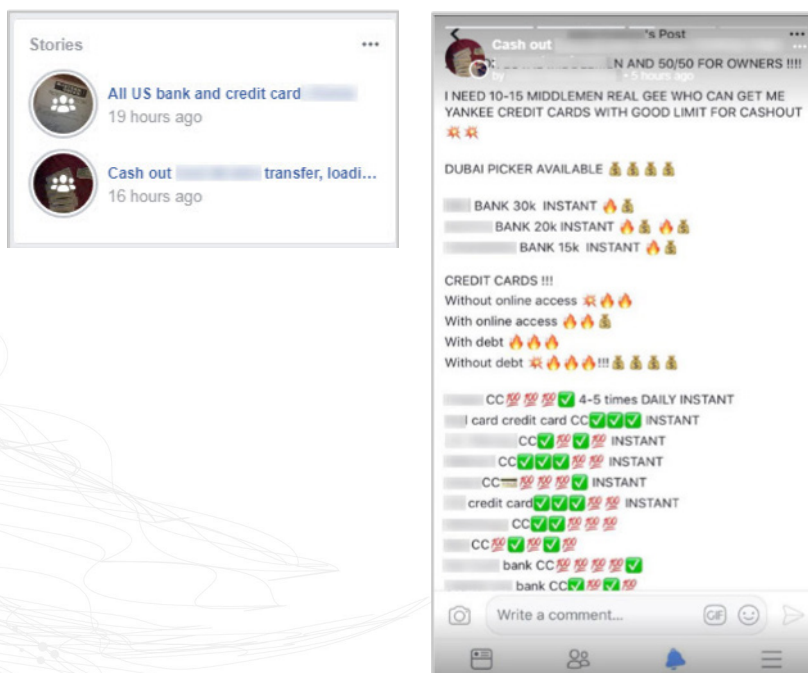 Stories
All US bank and credit card
19 hours ago
Cash out transfer, loadi...
16 hours ago
's Post
Cash out
N AND 50/50 FOR OWNERS !!!!
by • 5 hours ago
I NEED 10-15 MIDDLEMEN REAL GEE WHO CAN GET ME
YANKEE CREDIT CARDS WITH GOOD LIMIT FOR CASHOUT
💥 💥
DUBAI PICKER AVAILABLE 💰 💰 💰 💰
BANK 30k INSTANT 🔥 💰
BANK 20k INSTANT 🔥 💰 🔥 💰
BANK 15k INSTANT 🔥 💰
CREDIT CARDS !!!
Without online access 💥 🔥 🔥
With online access 🔥 🔥 💰
With debt 🔥 🔥 🔥
Without debt 💥 🔥 🔥 🔥!!! 💰 💰 💰 💰
CC 💯 💯 💯 ✅ 4-5 times DAILY INSTANT
l card credit card CC ✅ ✅ ✅ INSTANT
CC ✅ 💯 ✅ 💯 INSTANT
CC ✅ ✅ ✅ 💯 💯 INSTANT
CC 💳 💯 💯 💯 ✅ INSTANT
credit card ✅ ✅ ✅ 💯 💯 INSTANT
CC ✅ ✅ 💯 💯 💯
CC 💯 ✅ 💯 ✅ 💯
bank CC 💯 💯 💯 💯 ✅
bank CC ✅ 💯 ✅ 💯
Write a comment...
GIF